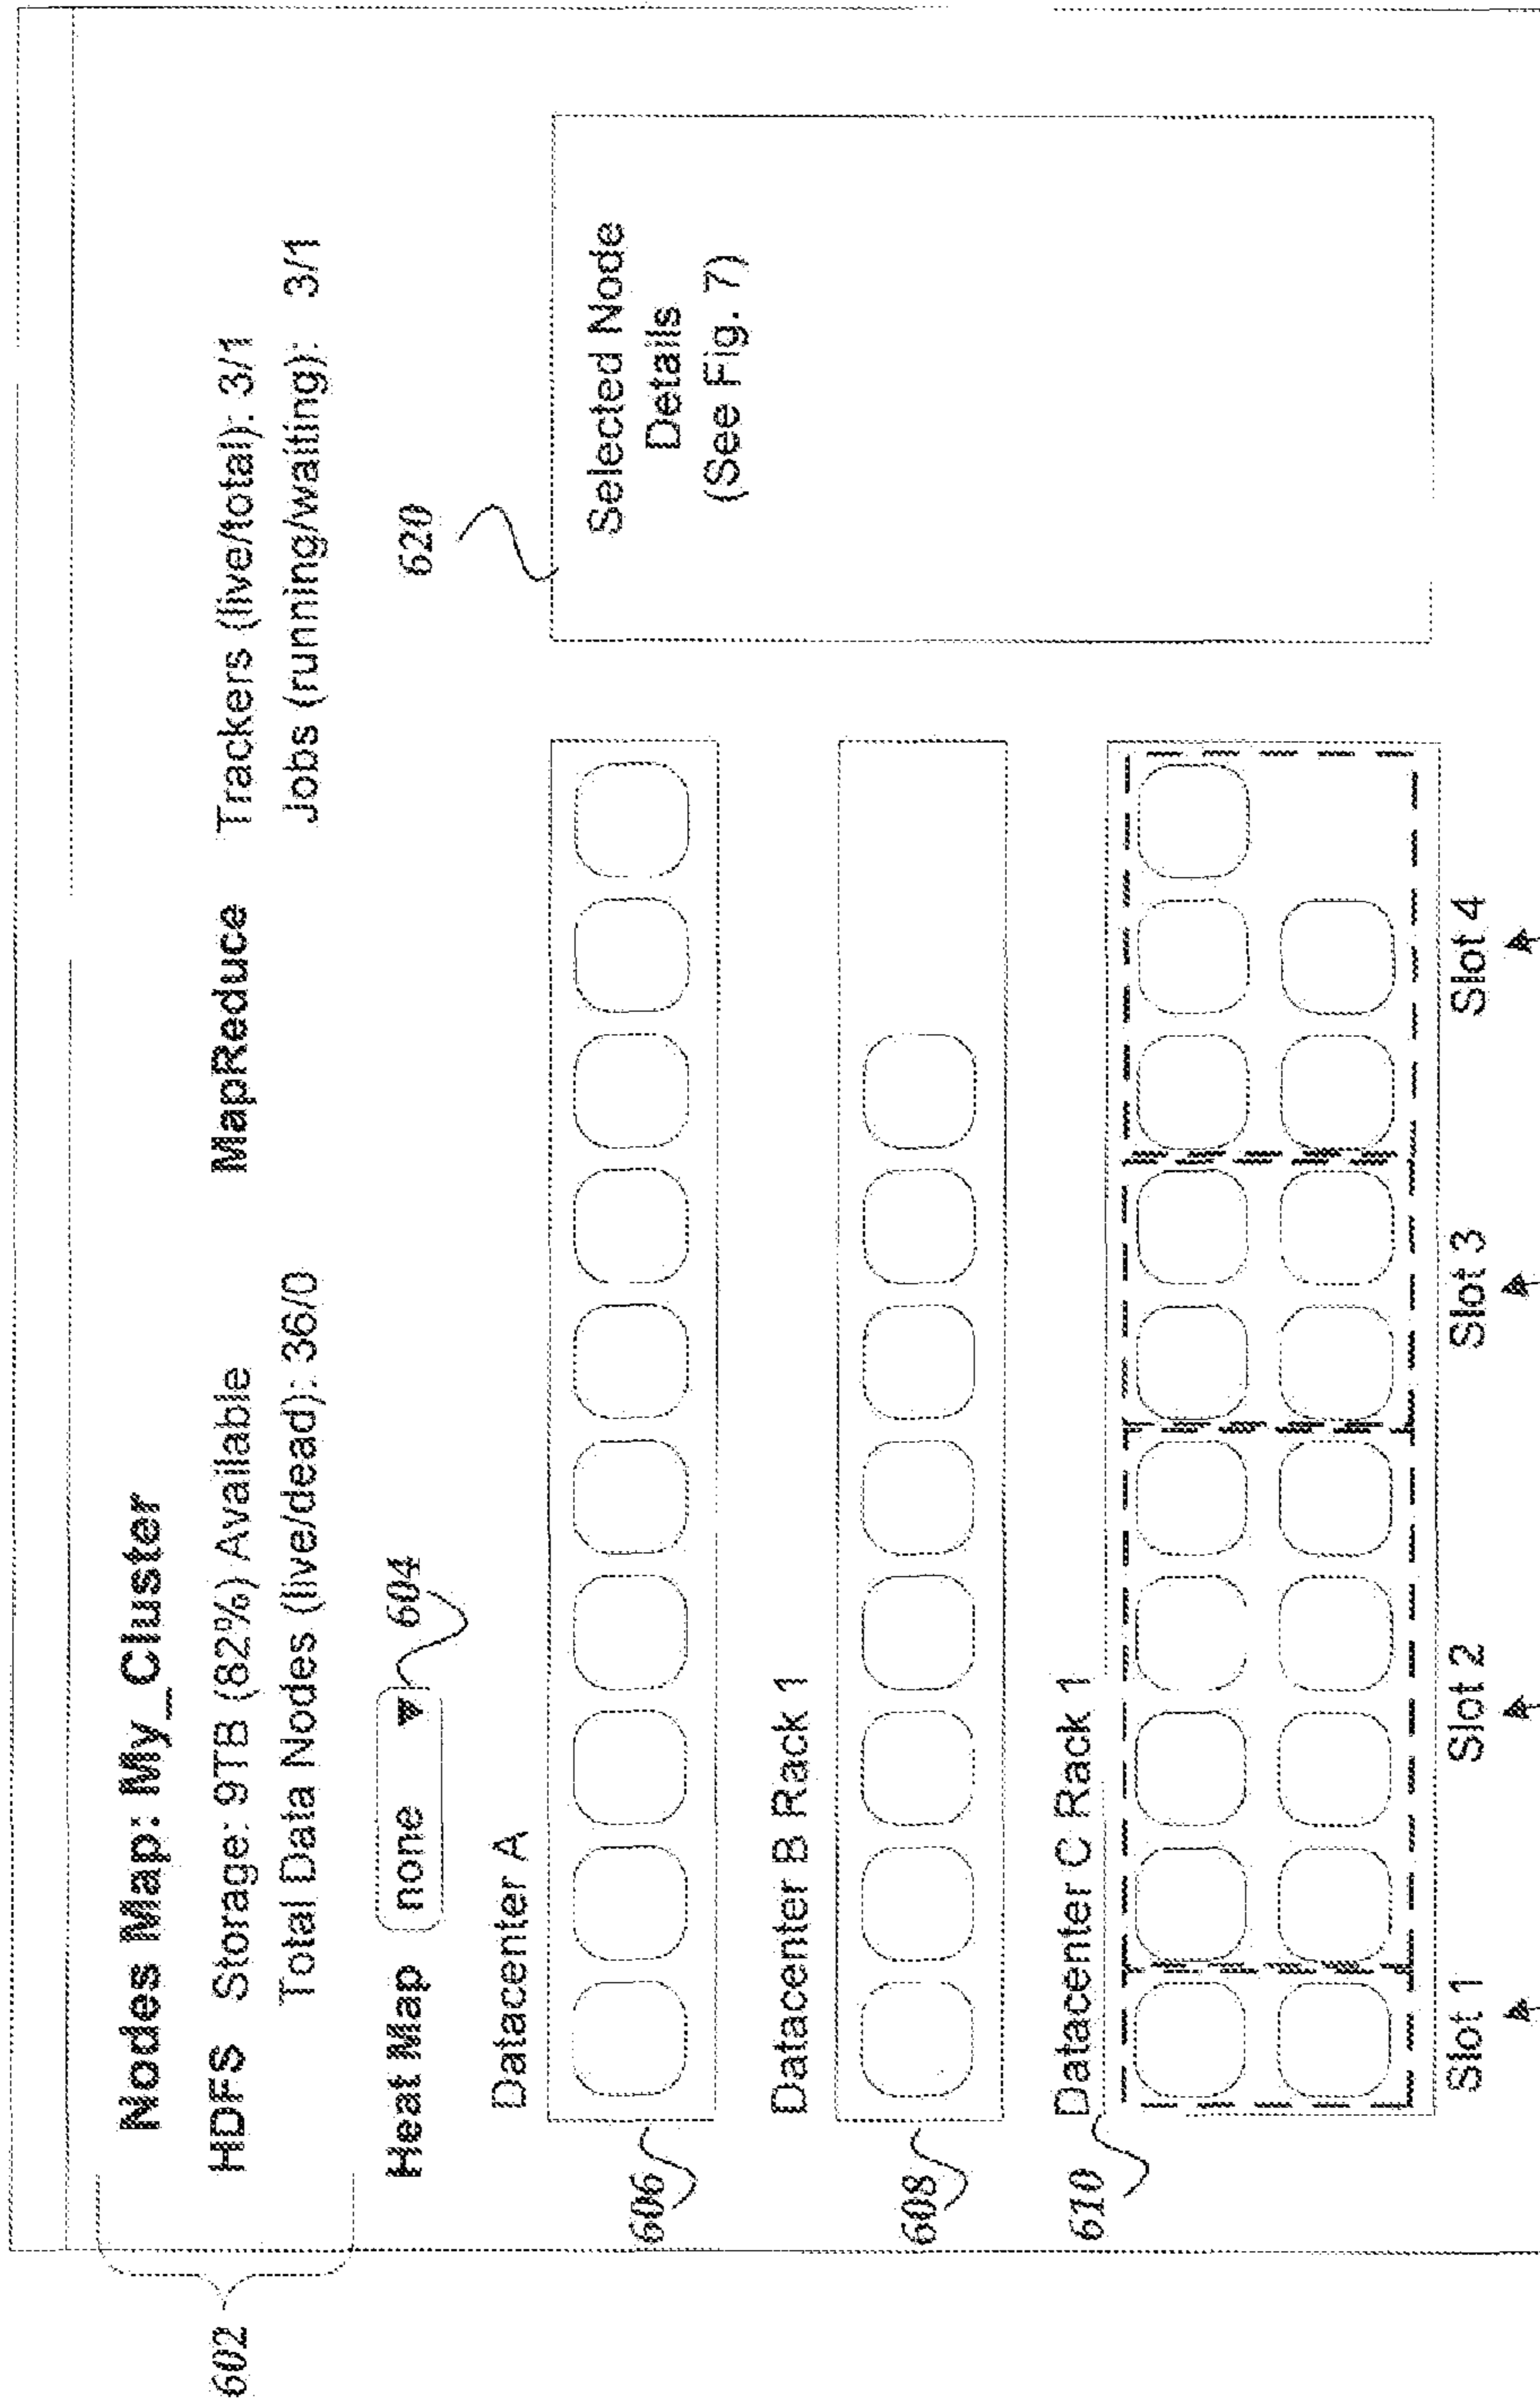 602
Nodes Map: My_Cluster
HDFS Storage: 9TB (82%) Available
Total Data Nodes (live/dead): 36/0
MapReduce Trackers (live/total): 3/1
Jobs (running/waiting): 3/1
Heat Map none 604
620
Datacenter A
606
Selected Node
Details
(See Fig. 7)
Datacenter B Rack 1
608
Datacenter C Rack 1
610
Slot 1 Slot 2 Slot 3 Slot 4